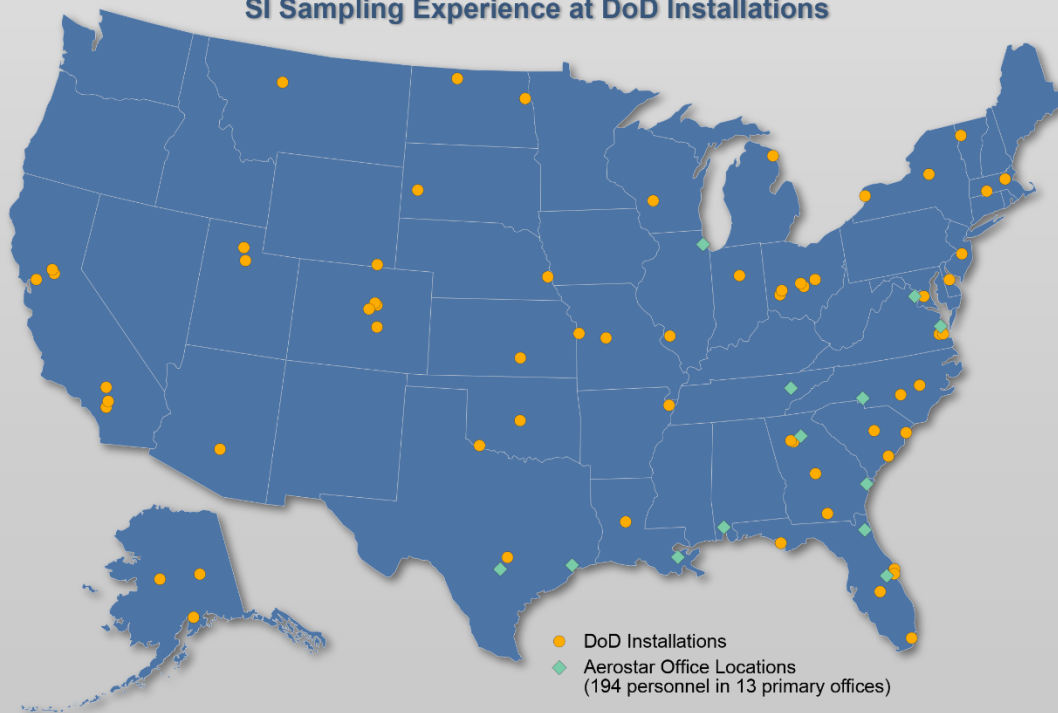 SI Sampling Experience at DoD Installations
DoD Installations
Aerostar Office Locations
(194 personnel in 13 primary offices)